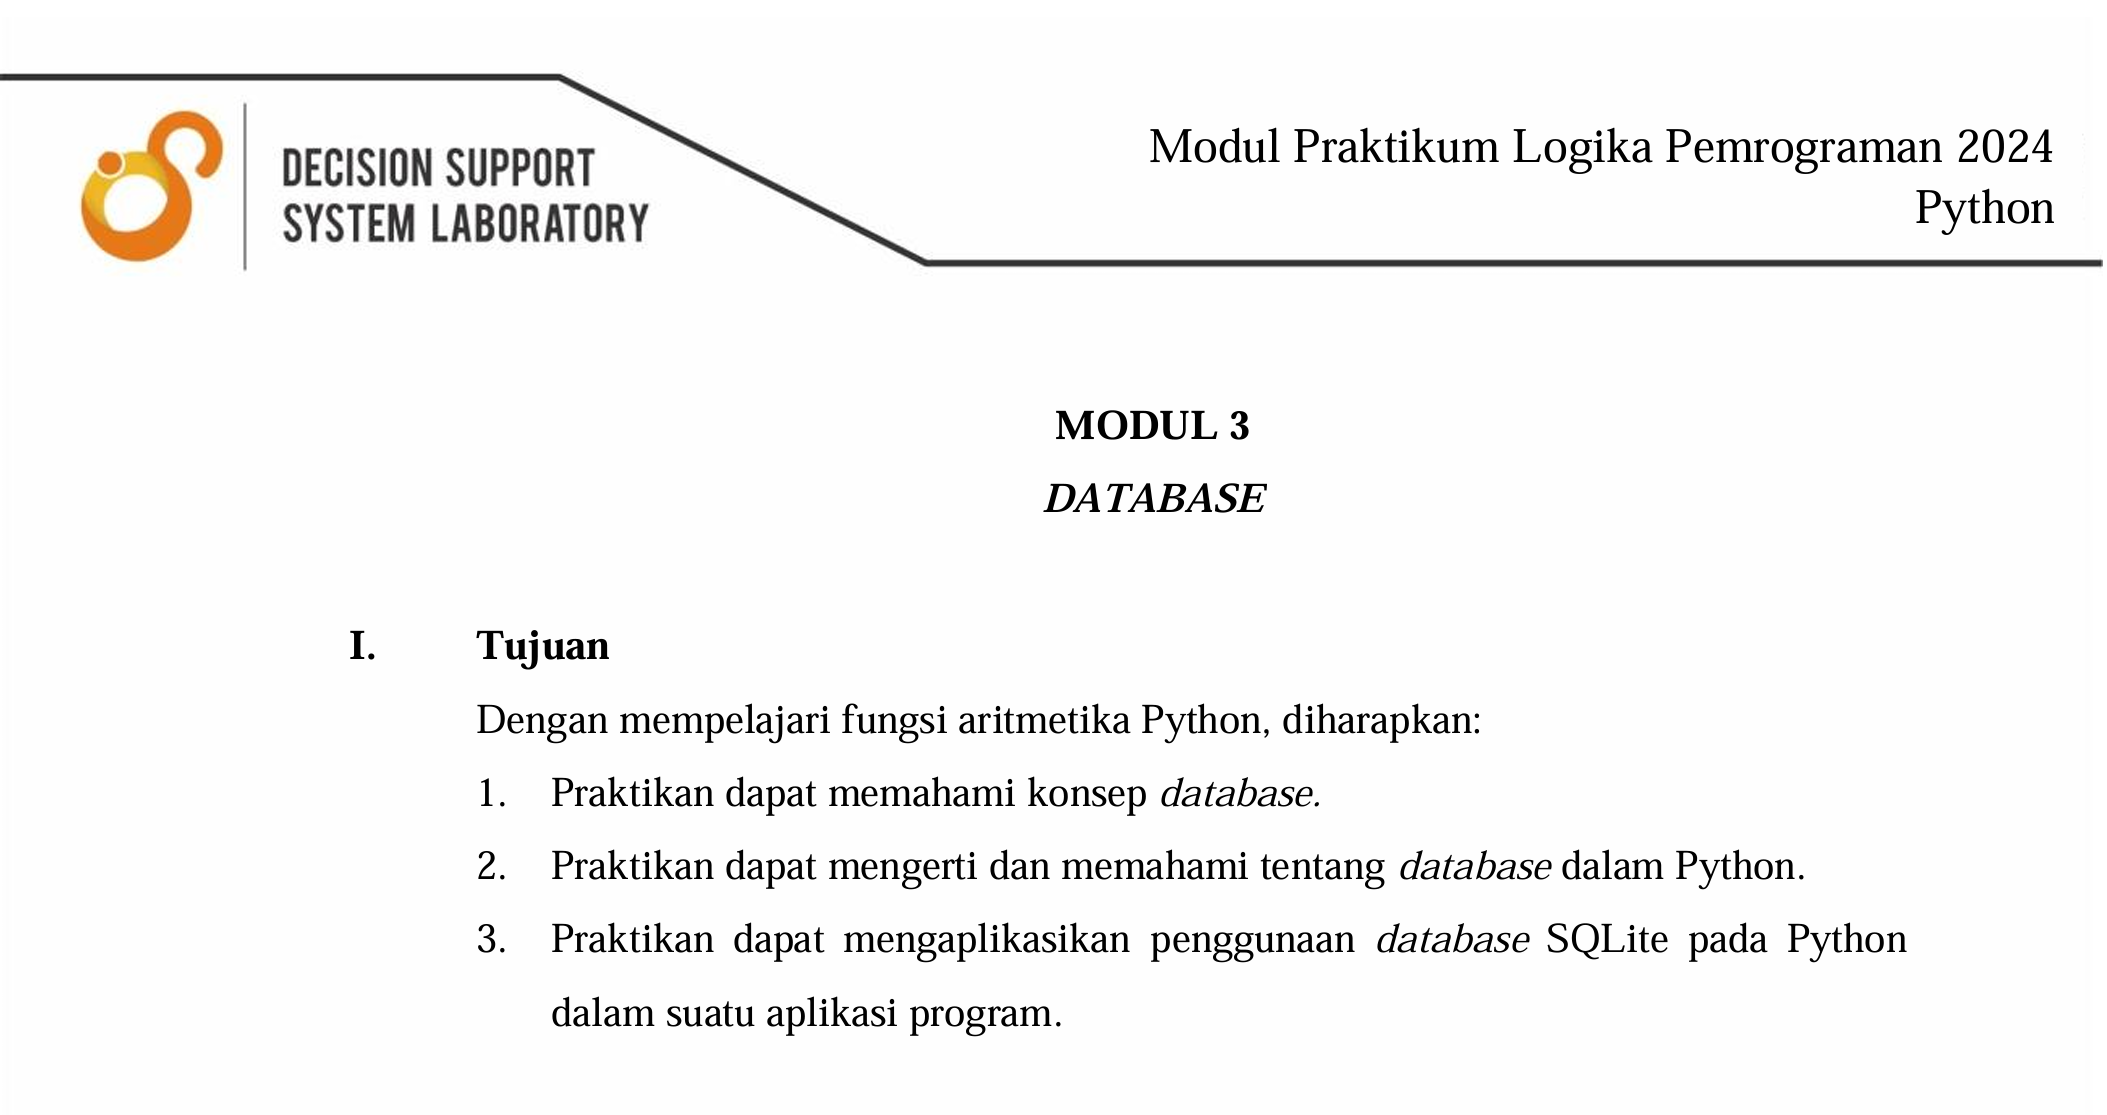 DECISION SUPPORT
SYSTEM LABORATORY
Modul Praktikum Logika Pemrograman 2024
Python
MODUL 3
DATABASE
I. Tujuan
Dengan mempelajari fungsi aritmetika Python, diharapkan:
1. Praktikan dapat memahami konsep database.
2. Praktikan dapat mengerti dan memahami tentang database dalam Python.
3. Praktikan dapat mengaplikasikan penggunaan database SQLite pada Python
dalam suatu aplikasi program.